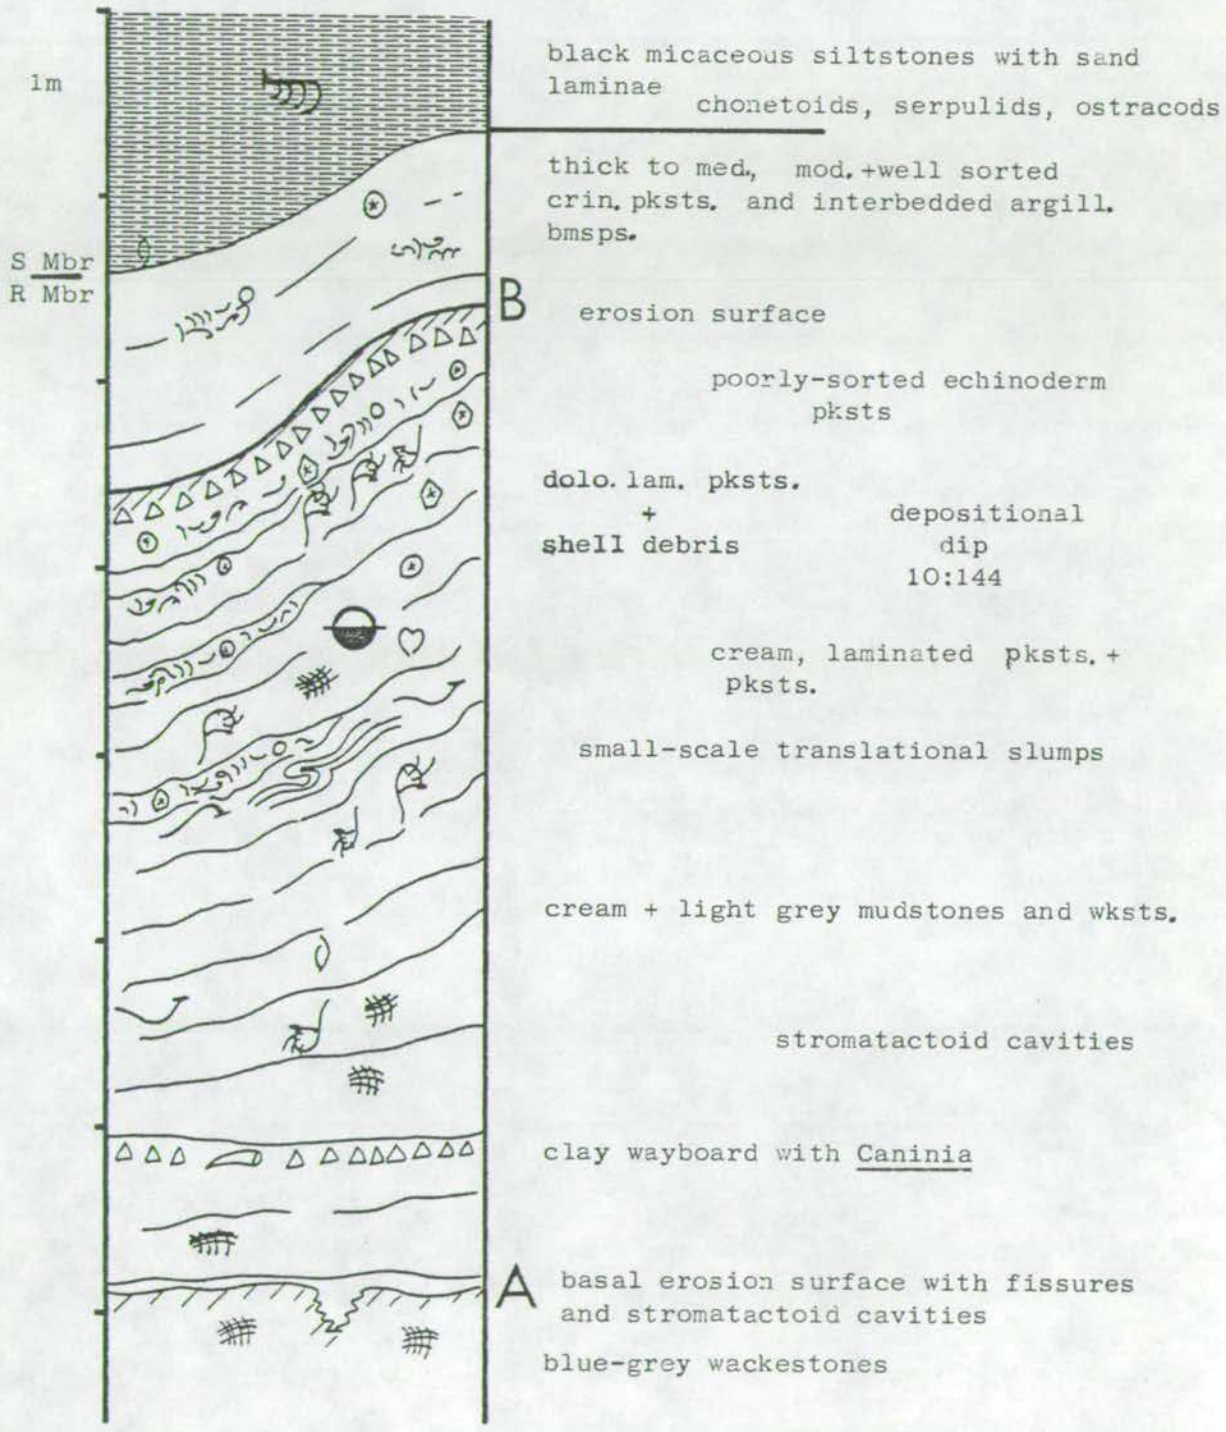 1m
black micaceous siltstones with sand
laminae
chonetoids, serpulids, ostracods
thick to med., mod.+well sorted
crin. pksts. and interbedded argill.
bmsps.
S Mbr
R Mbr
B
erosion surface
poorly-sorted echinoderm
pksts
dolo. lam. pksts.
+
shell debris
depositional
dip
10:144
cream, laminated pksts. +
pksts.
small-scale translational slumps
cream + light grey mudstones and wksts.
stromatactoid cavities
clay wayboard with Caninia
A
basal erosion surface with fissures
and stromatactoid cavities
blue-grey wackestones